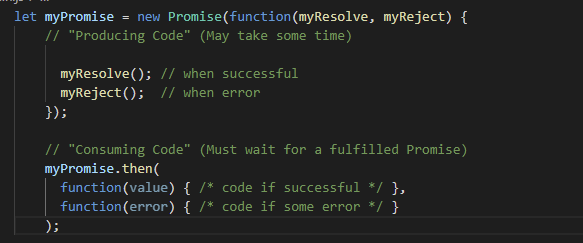 let myPromise = new Promise(function(myResolve, myReject) {
// "Producing Code" (May take some time)
myResolve(); // when successful
myReject();  // when error
});
// "Consuming Code" (Must wait for a fulfilled Promise)
myPromise.then(
function(value) { /* code if successful */ },
function(error) { /* code if some error */ }
);